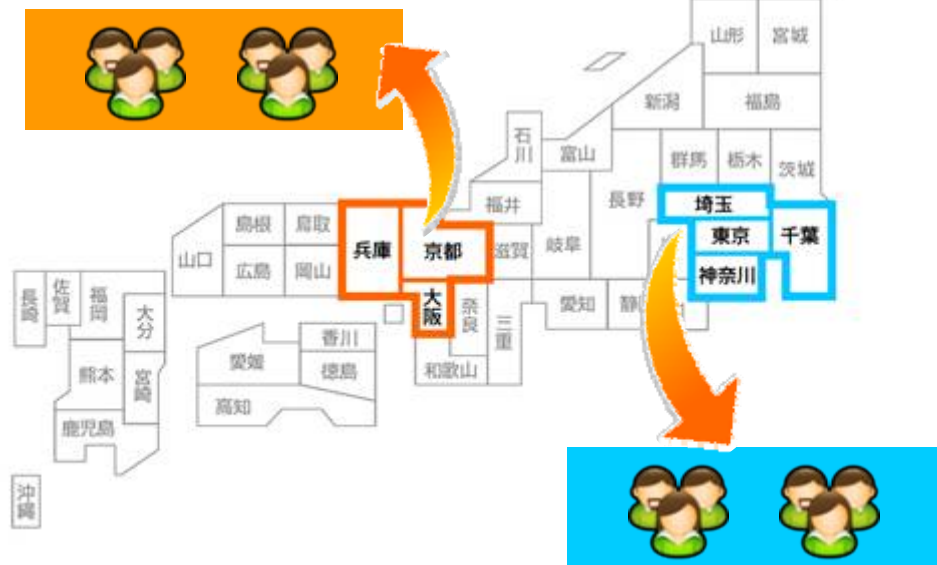 山形
宮城
新潟
福島
石川
富山
群馬
栃木
茨城
福井
長野
埼玉
島根
鳥取
兵庫
京都
滋賀
岐阜
東京
千葉
山口
広島
岡山
神奈川
長崎
佐賀
福岡
大分
大阪
奈良
三重
愛知
静
香川
愛媛
徳島
和歌山
熊本
宮崎
高知
鹿児島
沖縄